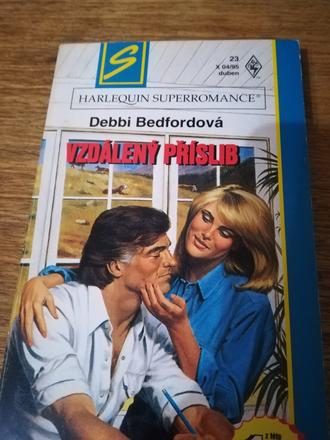 S
23
X 04/95
duben
HARLEQUIN SUPERROMANCE®
Debbi Bedfordová
VZDÁLENÝ PŘÍSLIB